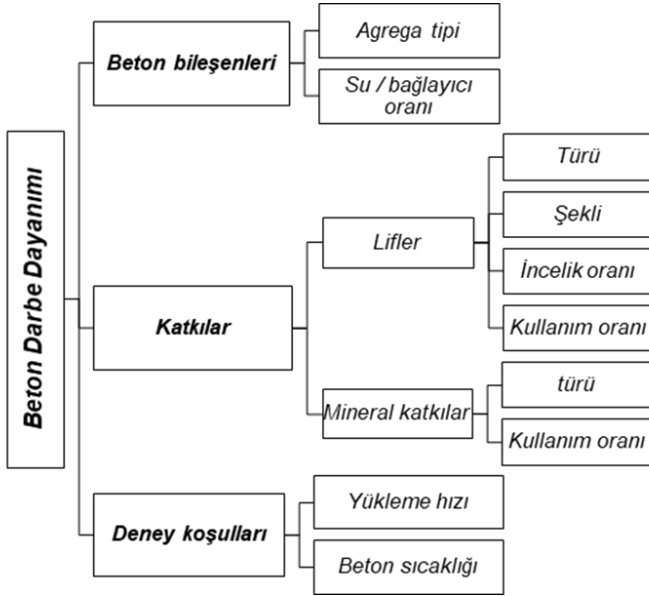 Beton Darbe Dayanımı
Beton bileşenleri
Agrega tipi
Su / bağlayıcı
oranı
Katkılar
Lifler
Türü
Şekli
İncelik oranı
Kullanım oranı
Mineral katkılar
türü
Kullanım oranı
Deney koşulları
Yükleme hızı
Beton sıcaklığı